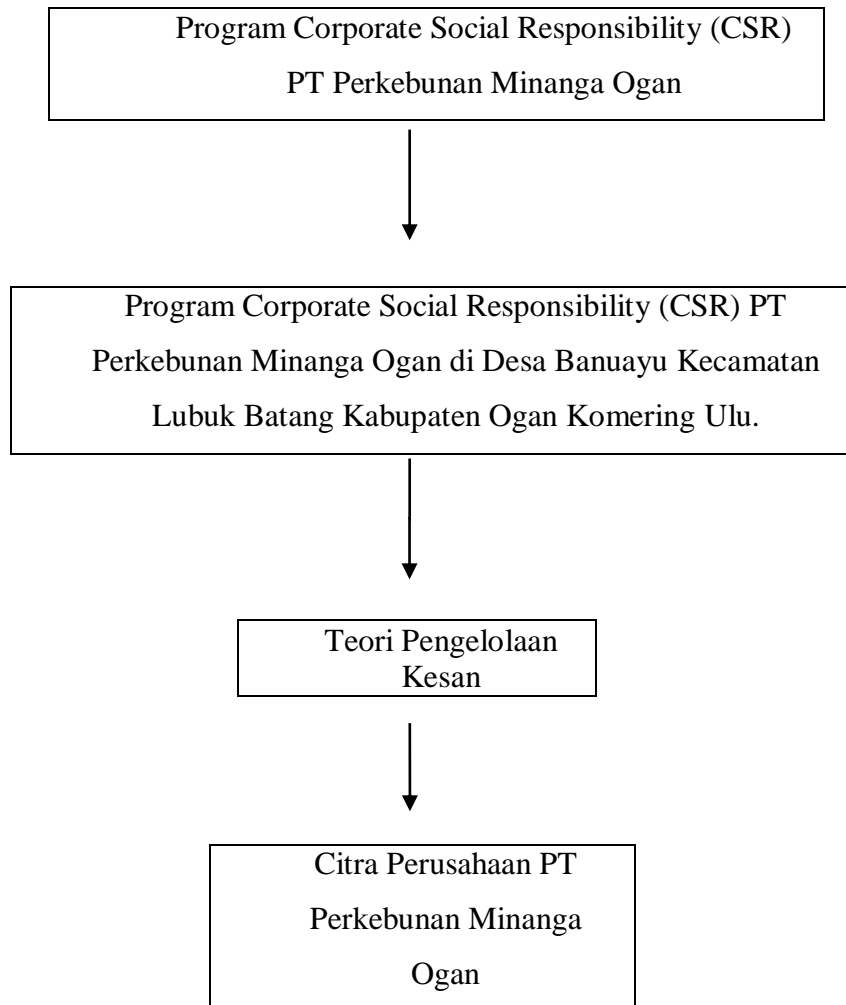 Program Corporate Social Responsibility (CSR)
PT Perkebunan Minanga Ogan
Program Corporate Social Responsibility (CSR) PT
Perkebunan Minanga Ogan di Desa Banuayu Kecamatan
Lubuk Batang Kabupaten Ogan Komering Ulu.
Teori Pengelolaan
Kesan
Citra Perusahaan PT
Perkebunan Minanga
Ogan